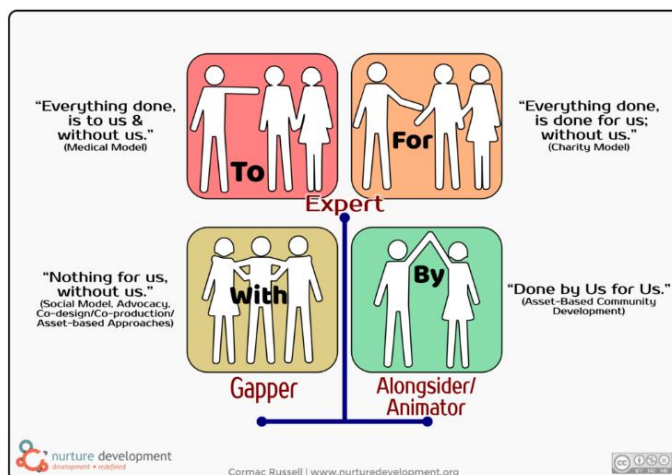 “Everything done,
is to us &
without us.”
(Medical Model)
To
For
“Everything done,
is done for us;
without us.”
(Charity Model)
Expert
“Nothing for us,
without us.”
(Social Model, Advocacy,
Co-design/Co-production/
Asset-based Approaches)
With
By
“Done by Us for Us.”
(Asset-Based Community
Development)
Gapper
Alongsider/
Animator
nurture development
development • redefined
Cormac Russell | www.nurturedevelopment.org